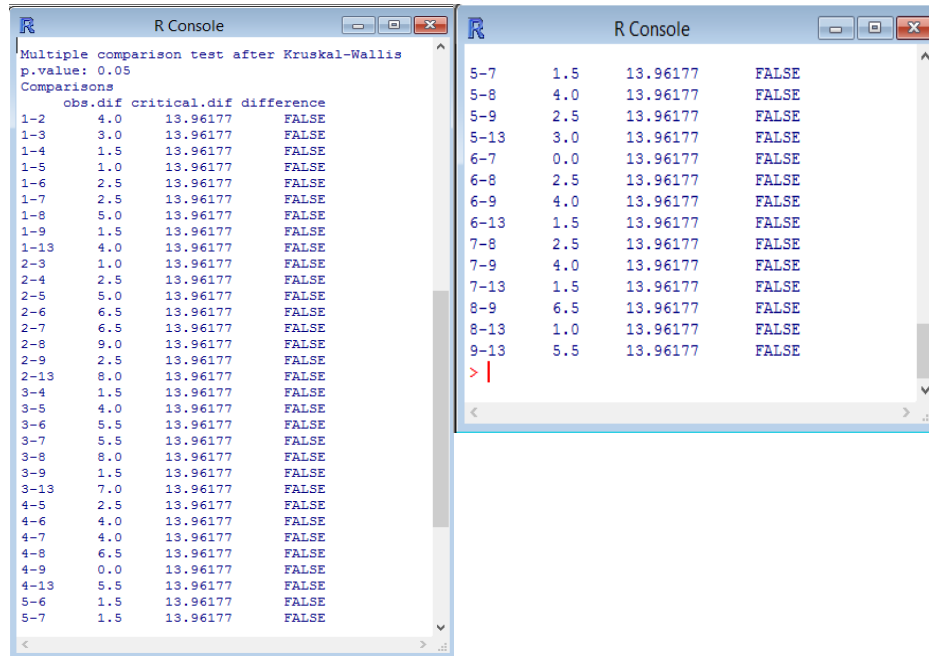 R Console
Multiple comparison test after Kruskal-Wallis
p.value: 0.05
Comparisons
obs.dif critical.dif difference
1-2 4.0 13.96177 FALSE
1-3 3.0 13.96177 FALSE
1-4 1.5 13.96177 FALSE
1-5 1.0 13.96177 FALSE
1-6 2.5 13.96177 FALSE
1-7 2.5 13.96177 FALSE
1-8 5.0 13.96177 FALSE
1-9 1.5 13.96177 FALSE
1-13 4.0 13.96177 FALSE
2-3 1.0 13.96177 FALSE
2-4 2.5 13.96177 FALSE
2-5 5.0 13.96177 FALSE
2-6 6.5 13.96177 FALSE
2-7 6.5 13.96177 FALSE
2-8 9.0 13.96177 FALSE
2-9 2.5 13.96177 FALSE
2-13 8.0 13.96177 FALSE
3-4 1.5 13.96177 FALSE
3-5 4.0 13.96177 FALSE
3-6 5.5 13.96177 FALSE
3-7 5.5 13.96177 FALSE
3-8 8.0 13.96177 FALSE
3-9 1.5 13.96177 FALSE
3-13 7.0 13.96177 FALSE
4-5 2.5 13.96177 FALSE
4-6 4.0 13.96177 FALSE
4-7 4.0 13.96177 FALSE
4-8 6.5 13.96177 FALSE
4-9 0.0 13.96177 FALSE
4-13 5.5 13.96177 FALSE
5-6 1.5 13.96177 FALSE
5-7 1.5 13.96177 FALSE
R Console
5-7 1.5 13.96177 FALSE
5-8 4.0 13.96177 FALSE
5-9 2.5 13.96177 FALSE
5-13 3.0 13.96177 FALSE
6-7 0.0 13.96177 FALSE
6-8 2.5 13.96177 FALSE
6-9 4.0 13.96177 FALSE
6-13 1.5 13.96177 FALSE
7-8 2.5 13.96177 FALSE
7-9 4.0 13.96177 FALSE
7-13 1.5 13.96177 FALSE
8-9 6.5 13.96177 FALSE
8-13 1.0 13.96177 FALSE
9-13 5.5 13.96177 FALSE
>